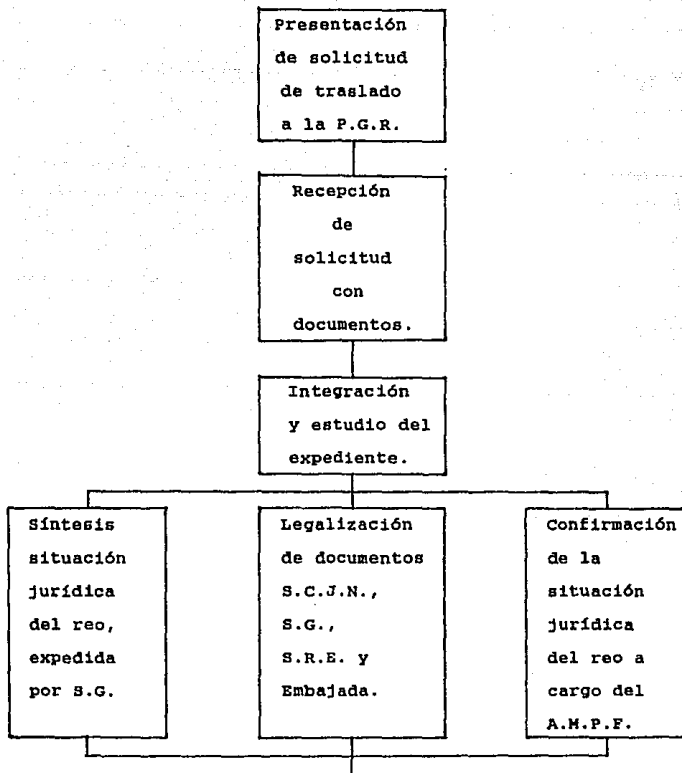 Presentación
de solicitud
de traslado
a la P.G.R.
Recepción
de
solicitud
con
documentos.
Integración
y estudio del
expediente.
Síntesis
situación
jurídica
del reo,
expedida
por S.G.
Legalización
de documentos
S.C.J.N.,
S.G.,
S.R.E. y
Embajada.
Confirmación
de la
situación
jurídica
del reo a
cargo del
A.M.P.F.